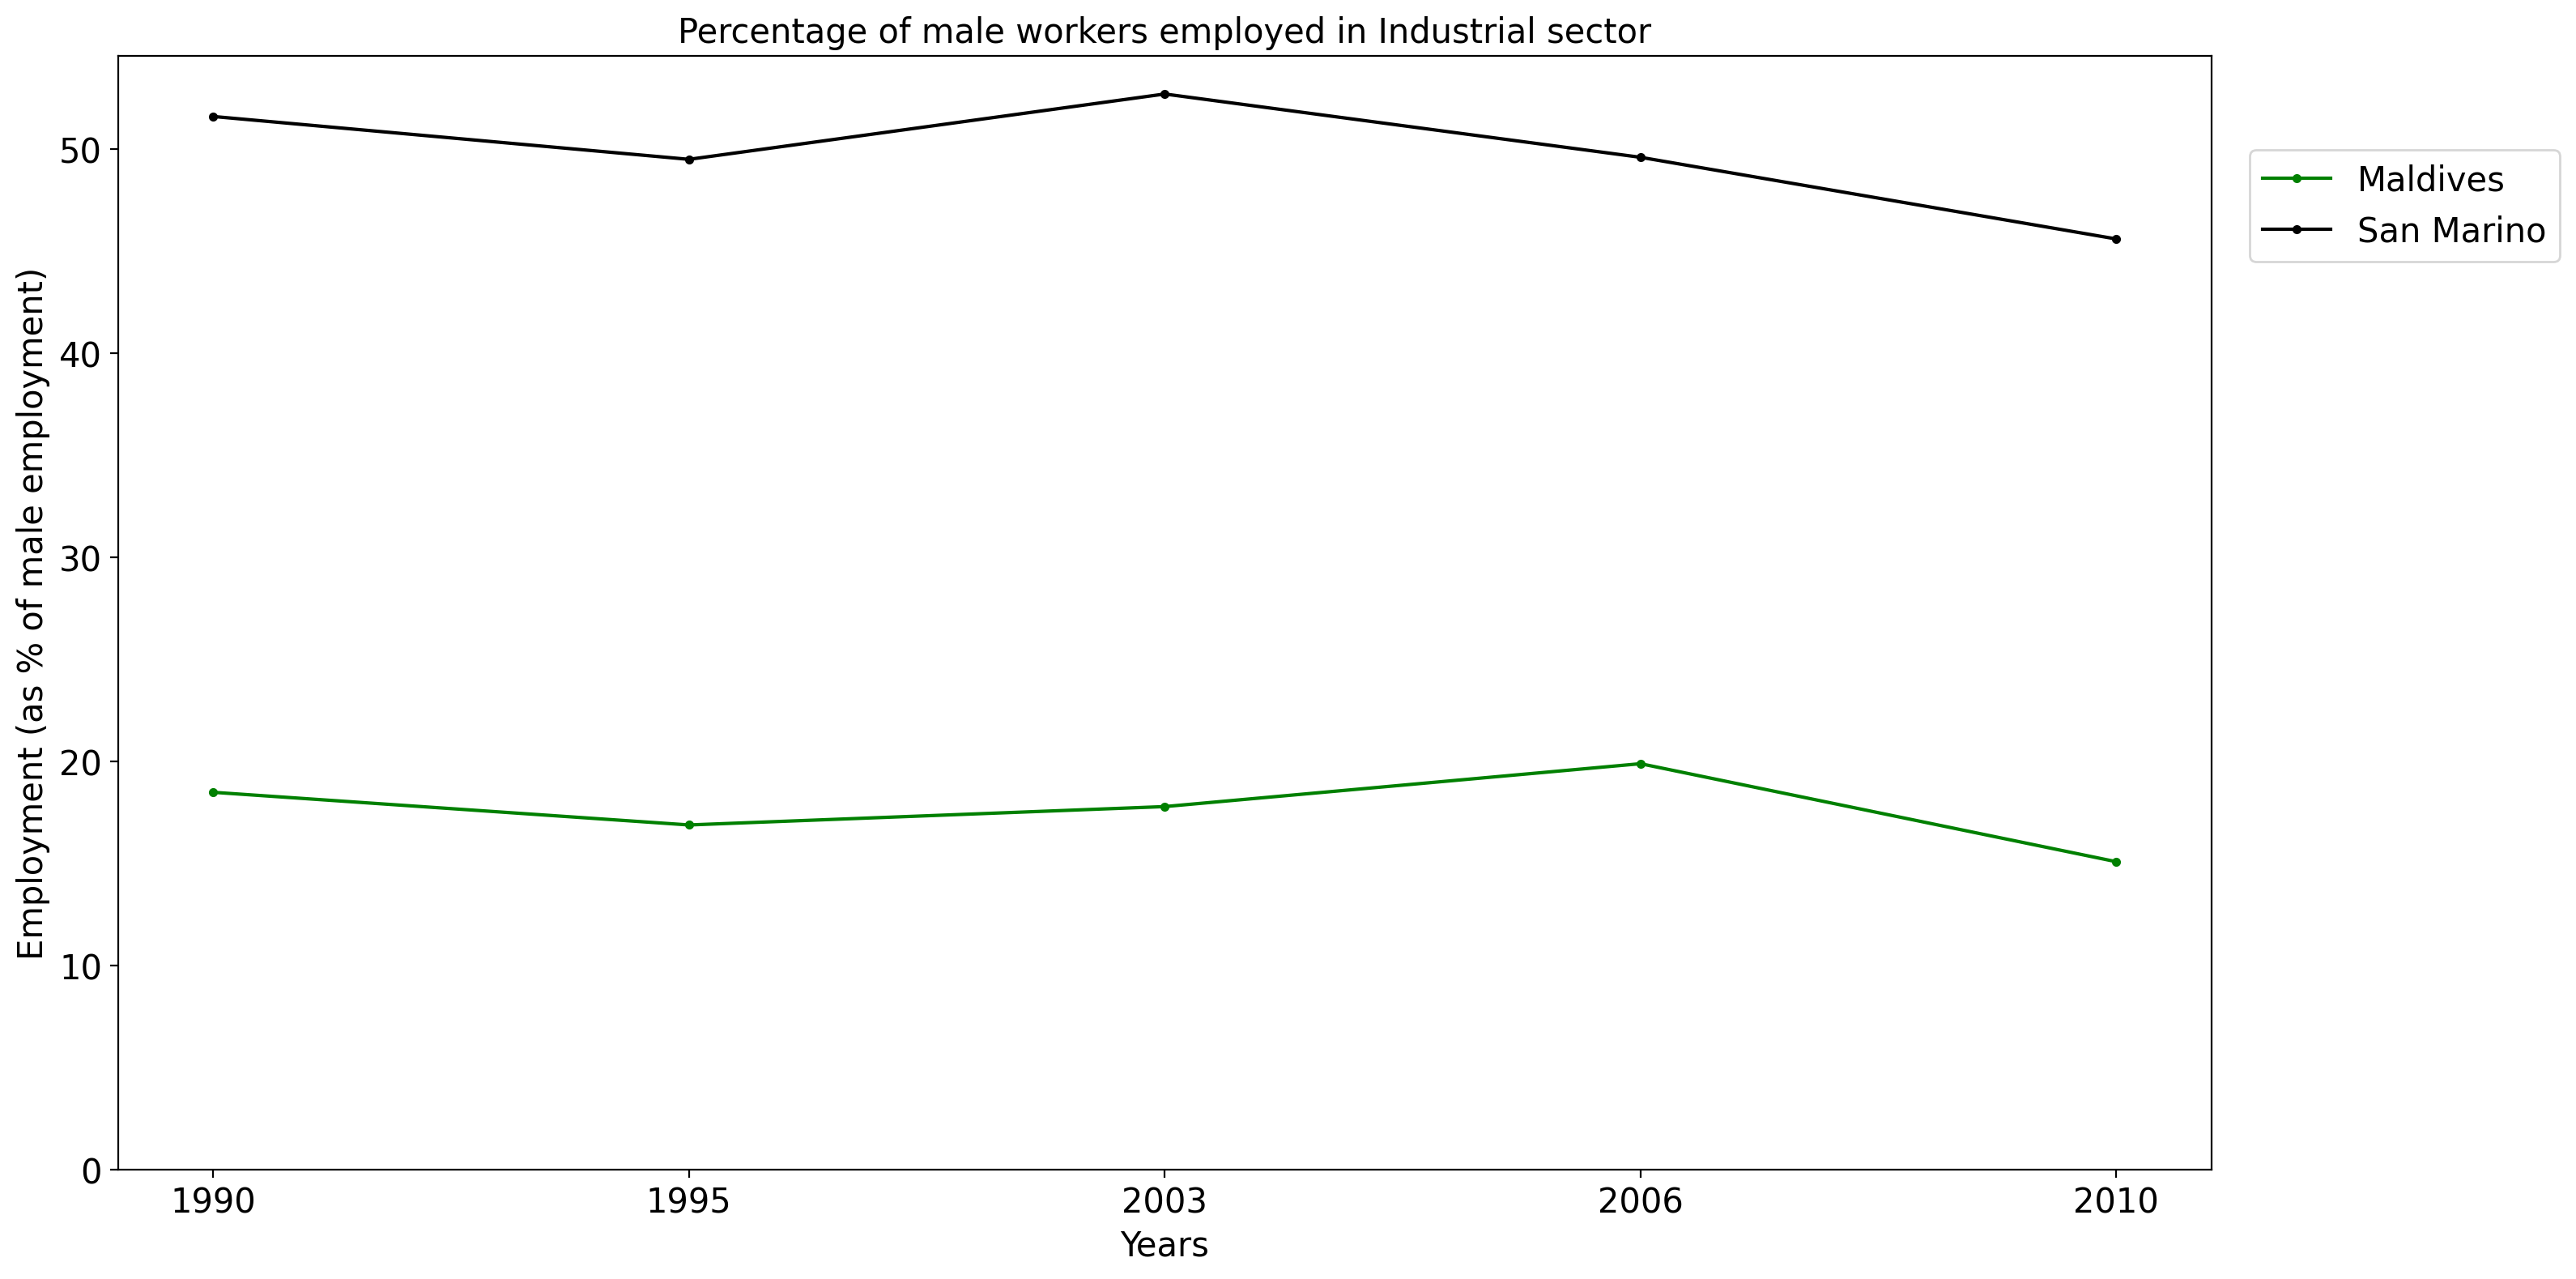 Percentage of male workers employed in Industrial sector
Employment (as % of male employment)
50
40
30
20
10
0
1990 1995 2003 2006 2010
Years
Maldives
San Marino